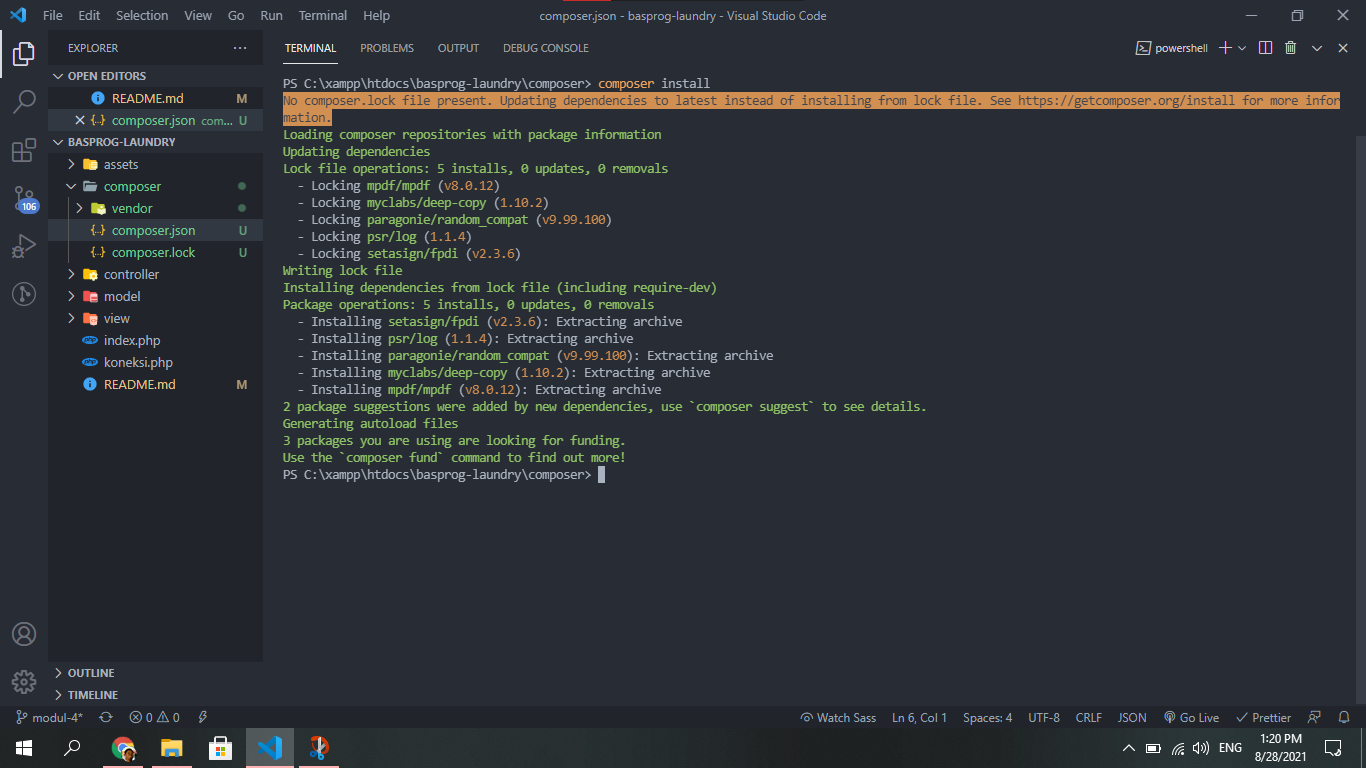 File Edit Selection View Go Run Terminal Help
composer.json - basprog-laundry - Visual Studio Code
EXPLORER
OPEN EDITORS
README.md M
composer.json com... U
BASPROG-LAUNDRY
assets
composer
vendor
composer.json U
composer.lock U
controller
model
view
index.php
koneksi.php
README.md M
OUTLINE
TIMELINE
106
TERMINAL PROBLEMS OUTPUT DEBUG CONSOLE
powershell
PS C:\xampp\htdocs\basprog-laundry\composer> composer install
No composer.lock file present. Updating dependencies to latest instead of installing from lock file. See https://getcomposer.org/install for more infor
mation.
Loading composer repositories with package information
Updating dependencies
Lock file operations: 5 installs, 0 updates, 0 removals
- Locking mpdf/mpdf (v8.0.12)
- Locking myclabs/deep-copy (1.10.2)
- Locking paragonie/random_compat (v9.99.100)
- Locking psr/log (1.1.4)
- Locking setasign/fpdi (v2.3.6)
Writing lock file
Installing dependencies from lock file (including require-dev)
Package operations: 5 installs, 0 updates, 0 removals
- Installing setasign/fpdi (v2.3.6): Extracting archive
- Installing psr/log (1.1.4): Extracting archive
- Installing paragonie/random_compat (v9.99.100): Extracting archive
- Installing myclabs/deep-copy (1.10.2): Extracting archive
- Installing mpdf/mpdf (v8.0.12): Extracting archive
2 package suggestions were added by new dependencies, use `composer suggest` to see details.
Generating autoload files
3 packages you are using are looking for funding.
Use the `composer fund` command to find out more!
PS C:\xampp\htdocs\basprog-laundry\composer>
modul-4* 0 0
Watch Sass Ln 6, Col 1 Spaces: 4 UTF-8 CRLF JSON Go Live Prettier
ENG
1:20 PM
8/28/2021